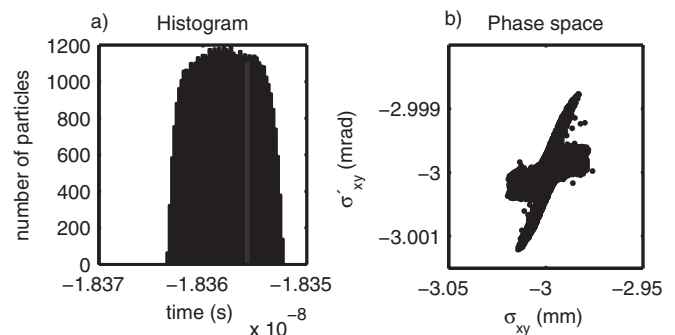 a)
Histogram
number of particles
1200
1000
800
600
400
200
0
−1.837
−1.836
−1.835
time (s)
x 10⁻⁸
b)
Phase space
σ′xy (mrad)
−2.999
−3
−3.001
−3.05
−3
−2.95
σxy (mm)